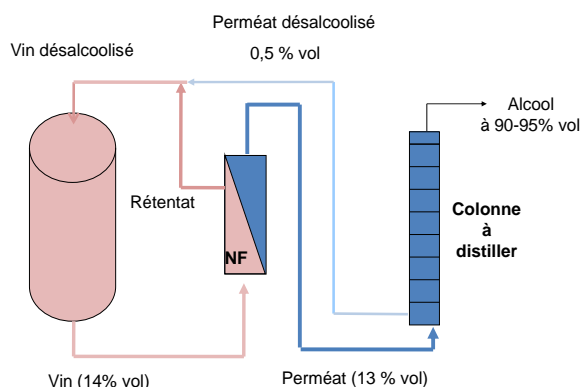 Perméat désalcoolisé
0,5 % vol
Vin désalcoolisé
Alcool
à 90-95% vol
Rétentat
NF
Colonne
à
distiller
Vin (14% vol)
Perméat (13 % vol)